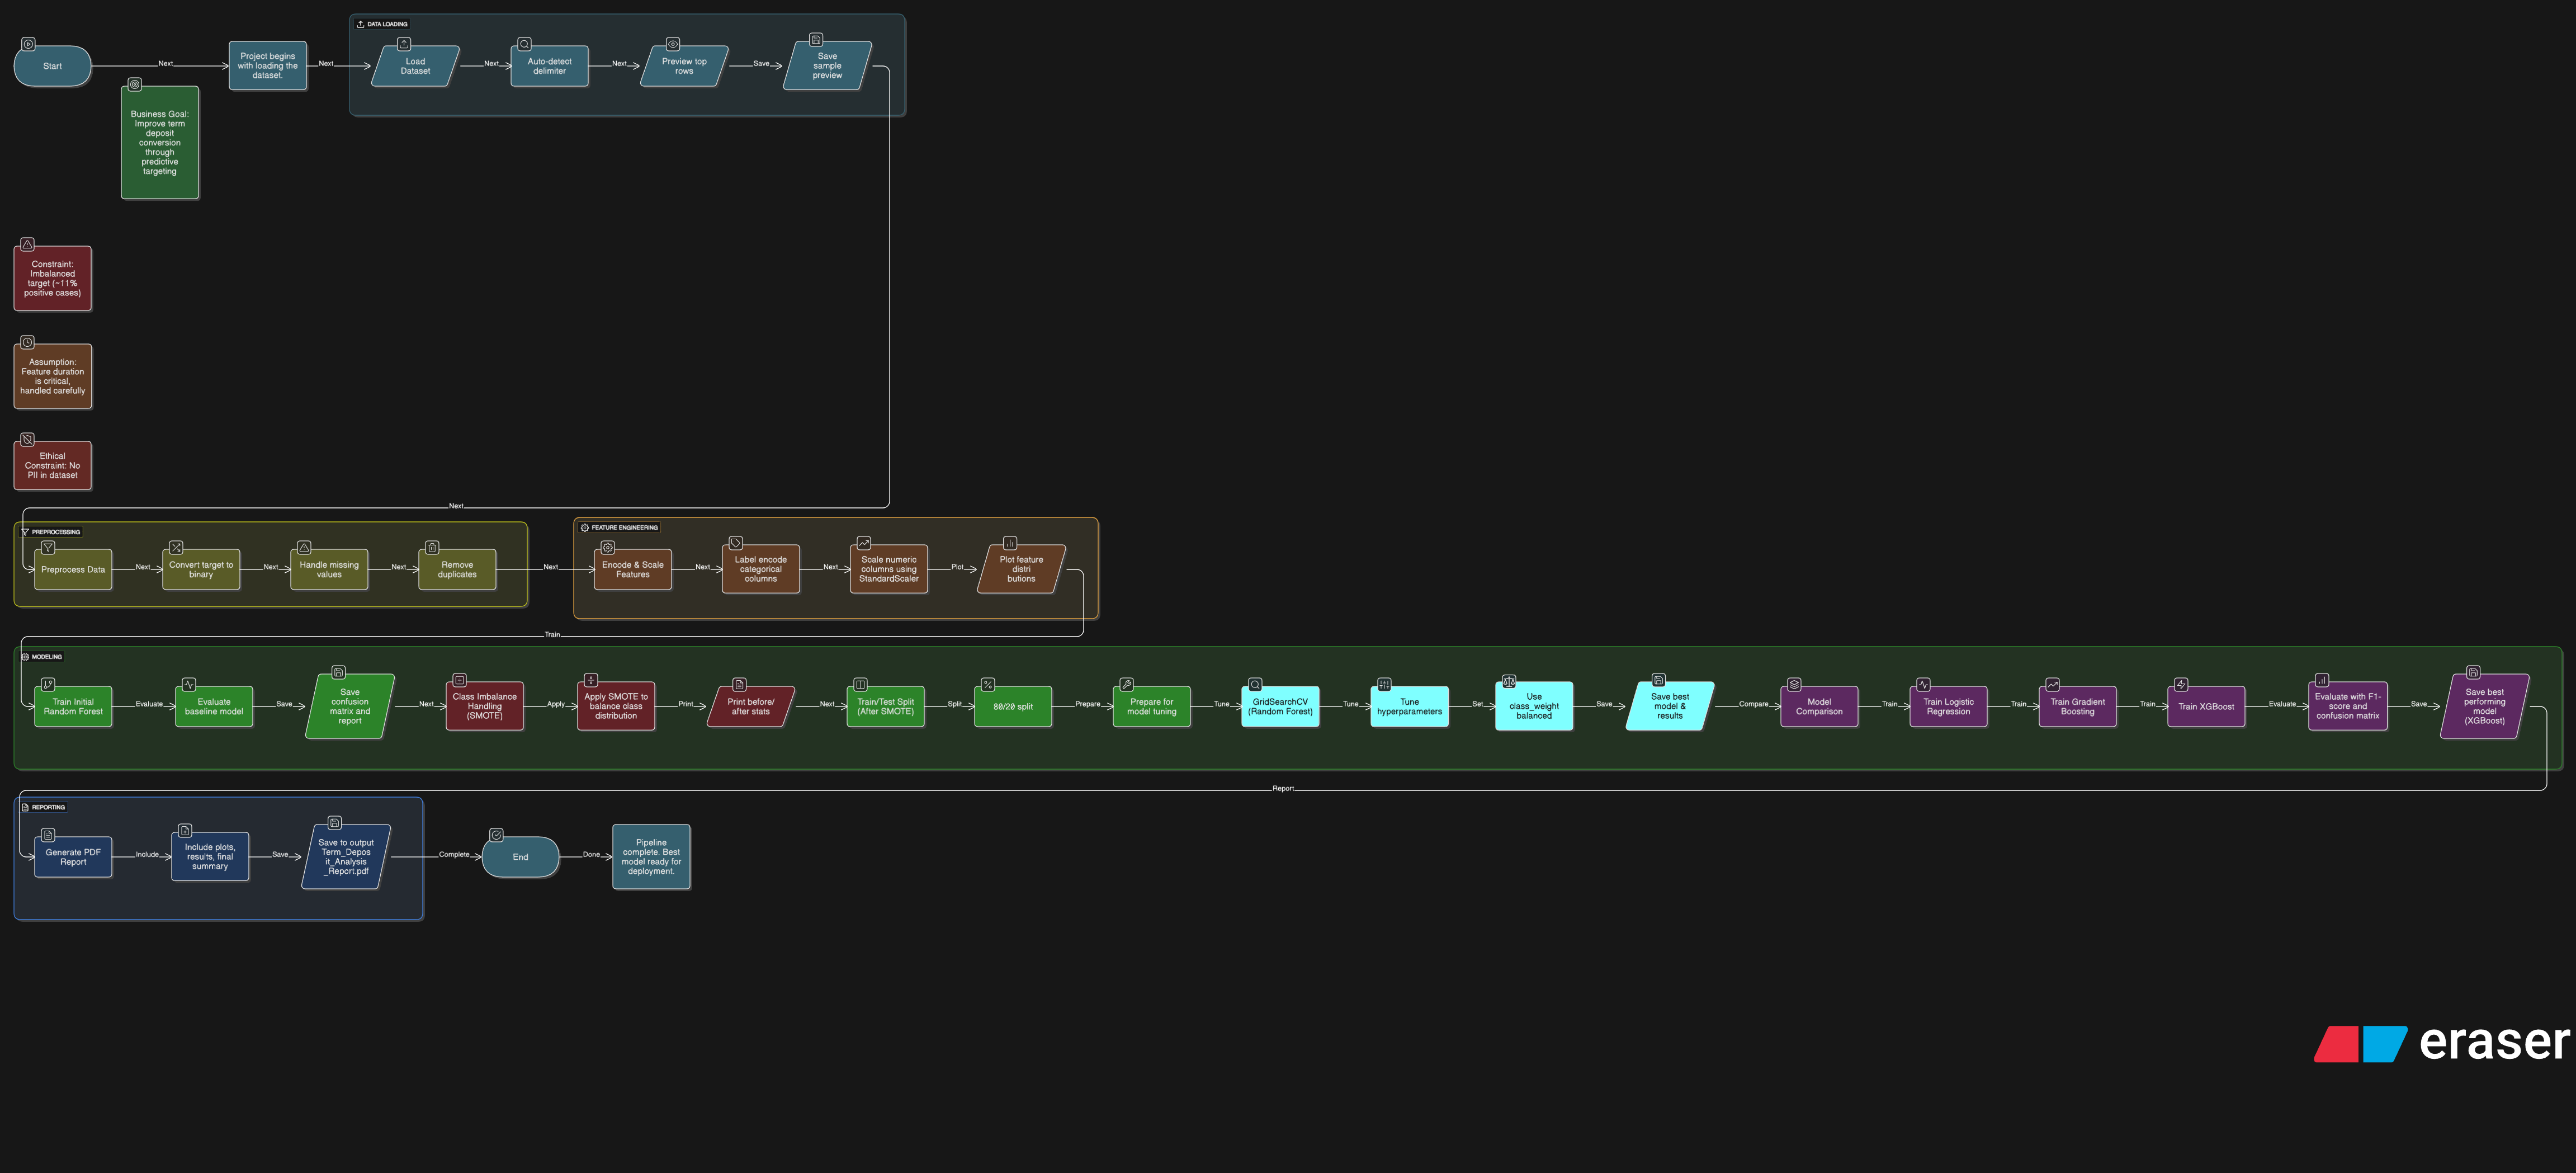 DATA LOADING
Start
Next
Project begins
with loading the
dataset.
Next
Load
Dataset
Next
Auto-detect
delimiter
Next
Preview top
rows
Save
Save
sample
preview
Business Goal:
Improve term
deposit
conversion
through
predictive
targeting
Constraint:
Imbalanced
target (~11%
positive cases)
Assumption:
Feature duration
is critical,
handled carefully
Ethical
Constraint: No
PII in dataset
Next
PREPROCESSING
Preprocess Data
Next
Convert target to
binary
Next
Handle missing
values
Next
Remove
duplicates
Next
FEATURE ENGINEERING
Encode & Scale
Features
Next
Label encode
categorical
columns
Next
Scale numeric
columns using
StandardScaler
Plot
Plot feature
distri
butions
Train
MODELING
Train Initial
Random Forest
Evaluate
Evaluate
baseline model
Save
Save
confusion
matrix and
report
Next
Class Imbalance
Handling
(SMOTE)
Apply
Apply SMOTE to
balance class
distribution
Print
Print before/
after stats
Next
Train/Test Split
(After SMOTE)
Split
80/20 split
Prepare
Prepare for
model tuning
Tune
GridSearchCV
(Random Forest)
Tune
Tune
hyperparameters
Set
Use
class_weight
balanced
Save
Save best
model &
results
Compare
Model
Comparison
Train
Train Logistic
Regression
Train
Train Gradient
Boosting
Train
Train XGBoost
Evaluate
Evaluate with F1-
score and
confusion matrix
Save
Save best
performing
model
(XGBoost)
Report
REPORTING
Generate PDF
Report
Include
Include plots,
results, final
summary
Save
Save to output
Term_Depos
it_Analysis
_Report.pdf
Complete
End
Done
Pipeline
complete. Best
model ready for
deployment.
eraser